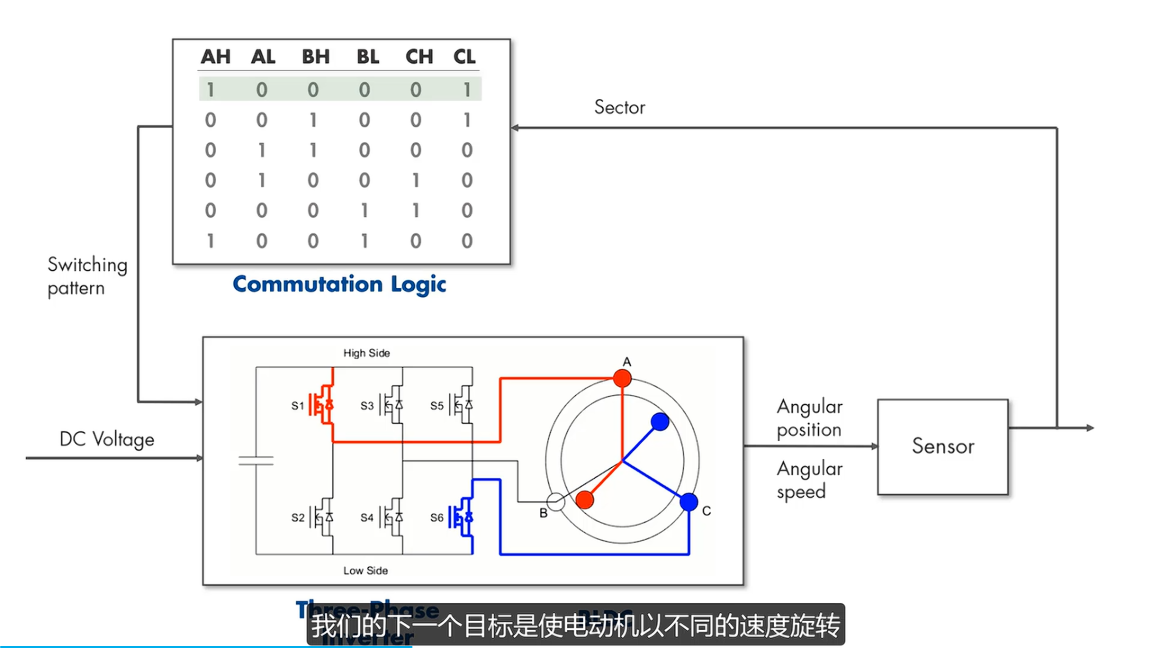 AH AL BH BL CH CL
1 0 0 0 0 1
0 0 1 0 0 1
0 1 1 0 0 0
0 1 0 0 1 0
0 0 0 1 1 0
1 0 0 1 0 0
Commutation Logic
Sector
Switching
pattern
DC Voltage
High Side
S1 S3 S5
S2 S4 S6
Low Side
A
B
C
Angular
position
Angular
speed
Sensor
Three-Phase
Inverter
BLDC
我们的下一个目标是使电动机以不同的速度旋转